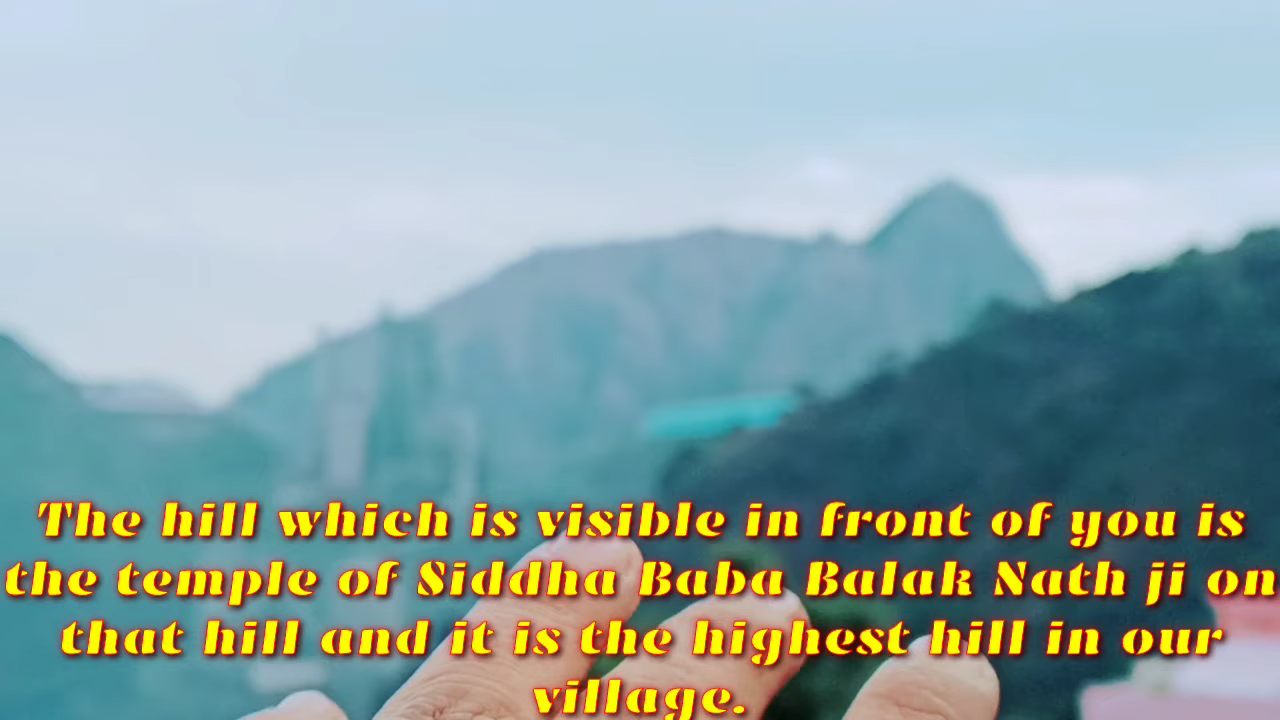 The hill which is visible in front of you is
the temple of Siddha Baba Balak Nath ji on
that hill and it is the highest hill in our
village.